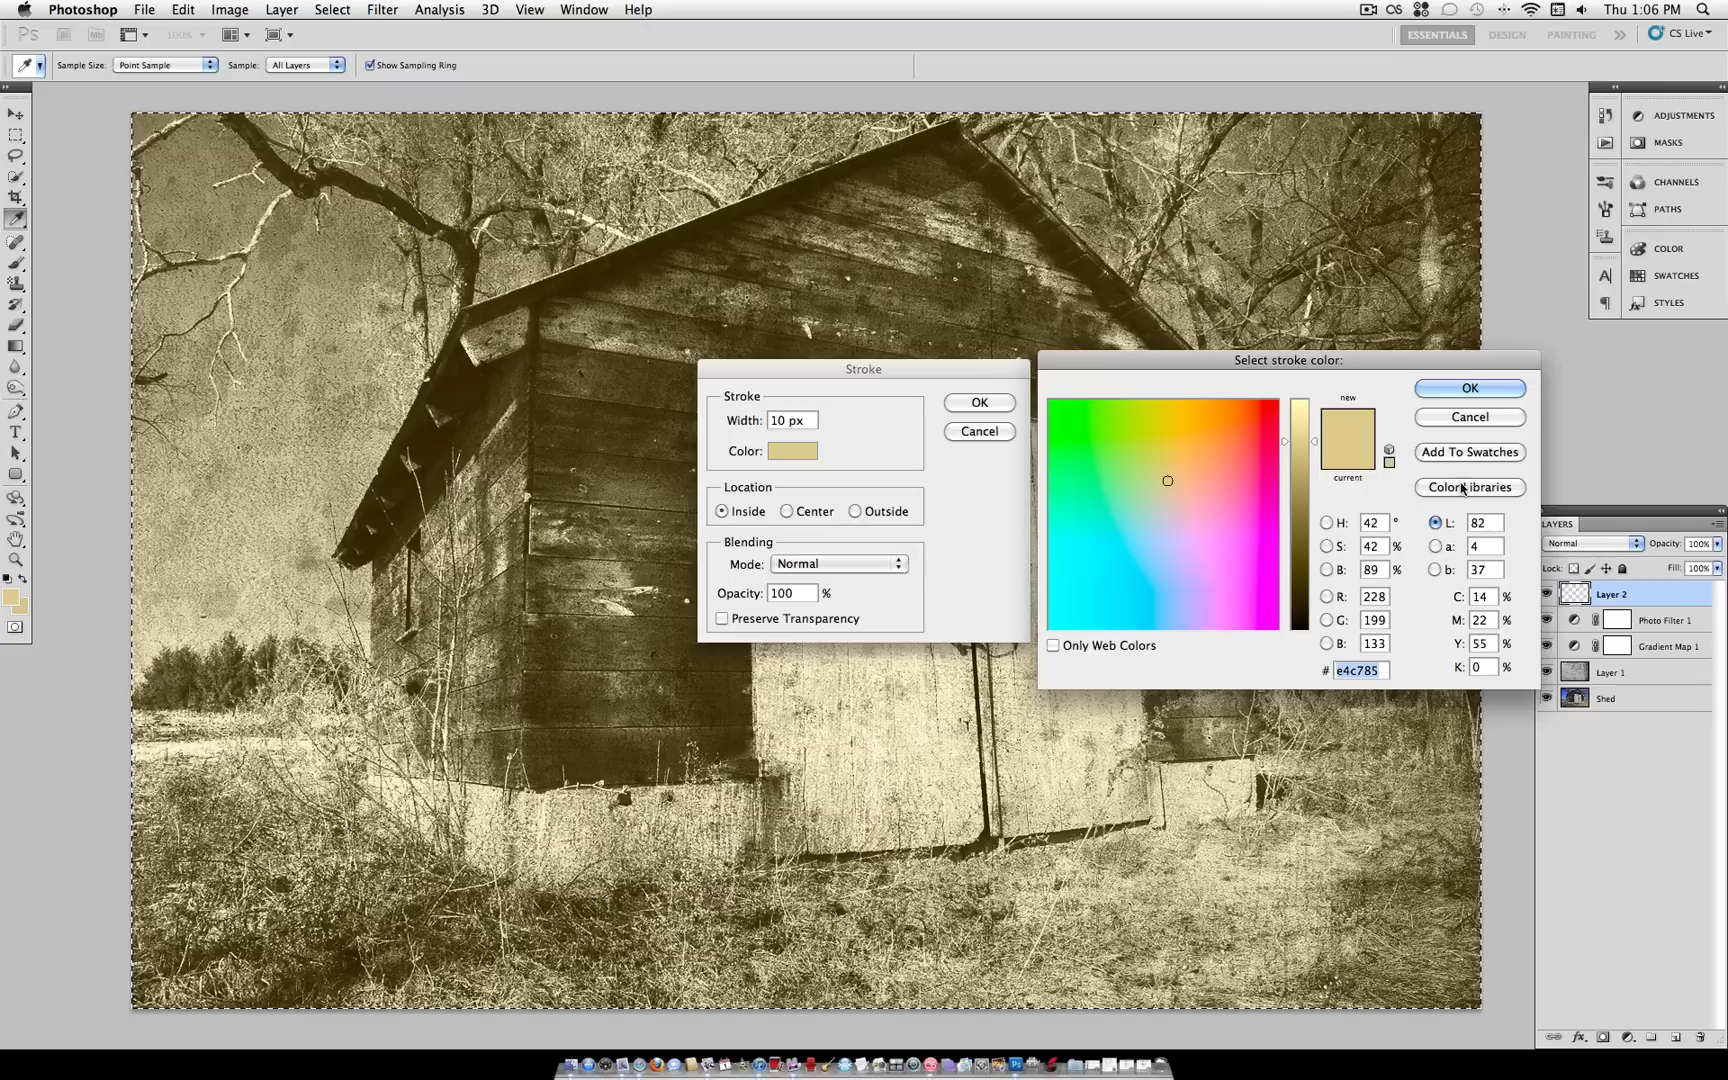 Photoshop File Edit Image Layer Select Filter Analysis 3D View Window Help OS Thu 1:06 PM
Ps Br Mb 100% ESSENTIALS DESIGN PAINTING CS Live
Sample Size: Point Sample Sample: All Layers Show Sampling Ring
ADJUSTMENTS
MASKS
CHANNELS
PATHS
COLOR
SWATCHES
STYLES
Stroke
Stroke
Width: 10 px
Color:
OK
Cancel
Location
Inside Center Outside
Blending
Mode: Normal
Opacity: 100 %
Preserve Transparency
Select stroke color:
new
current
OK
Cancel
Add To Swatches
Color Libraries
H: 42 ° L: 82
S: 42 % a: 4
B: 89 % b: 37
R: 228 C: 14 %
G: 199 M: 22 %
B: 133 Y: 55 %
# e4c785 K: 0 %
Only Web Colors
LAYERS
Normal Opacity: 100%
Lock: Fill: 100%
Layer 2
Photo Filter 1
Gradient Map 1
Layer 1
Shed